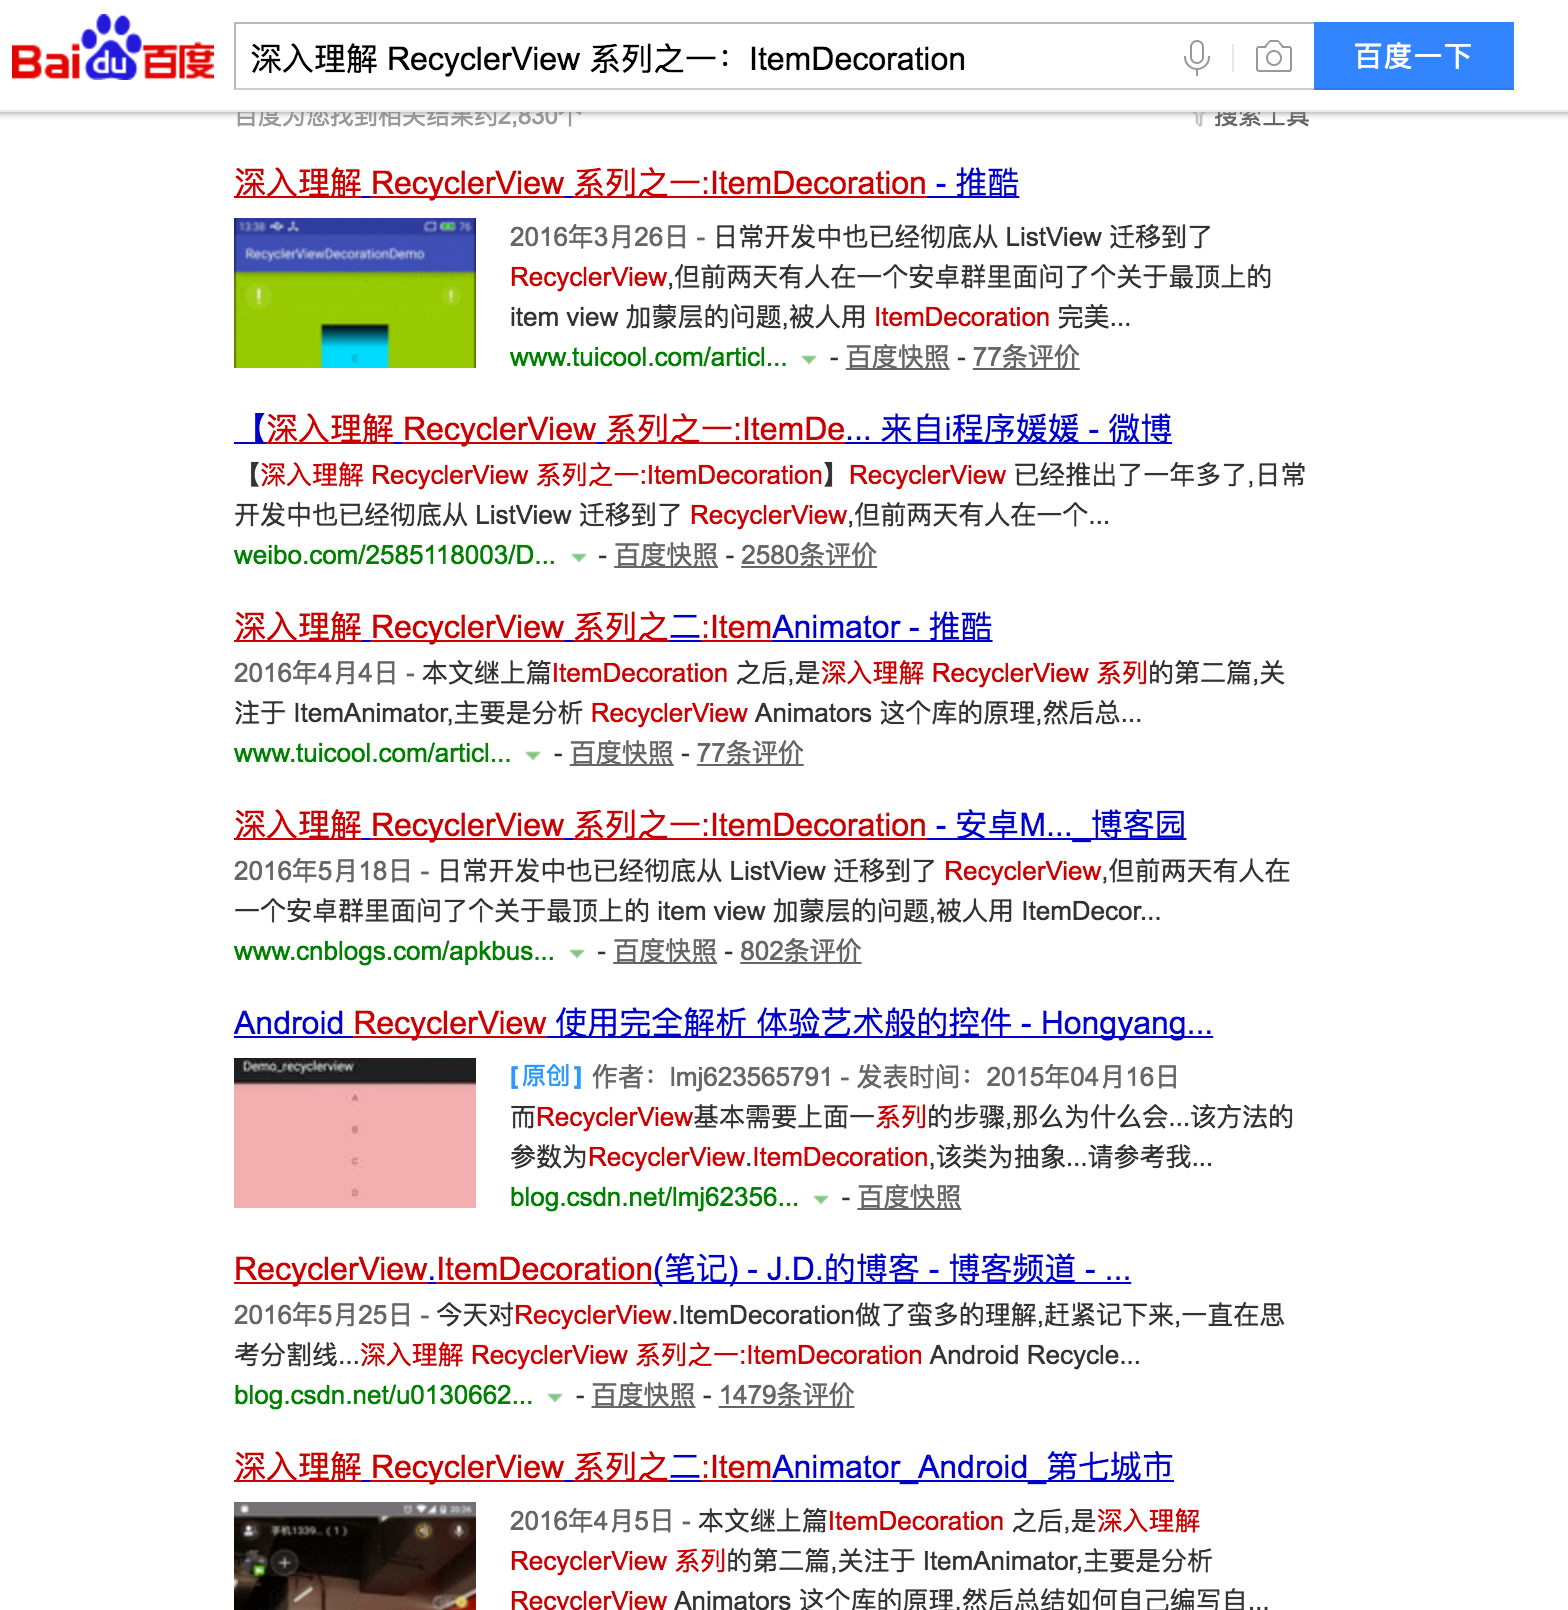 Bai du 百度
深入理解 RecyclerView 系列之一：ItemDecoration
百度一下
百度为您找到相关结果约2,830个
搜索工具
深入理解 RecyclerView 系列之一:ItemDecoration - 推酷
13:38
76
RecyclerViewDecorationDemo
2016年3月26日 - 日常开发中也已经彻底从 ListView 迁移到了
RecyclerView,但前两天有人在一个安卓群里面问了个关于最顶上的
item view 加蒙层的问题,被人用 ItemDecoration 完美...
www.tuicool.com/articl... - 百度快照 - 77条评价
【深入理解 RecyclerView 系列之一:ItemDe... 来自i程序媛媛 - 微博
【深入理解 RecyclerView 系列之一:ItemDecoration】RecyclerView 已经推出了一年多了,日常
开发中也已经彻底从 ListView 迁移到了 RecyclerView,但前两天有人在一个...
weibo.com/2585118003/D... - 百度快照 - 2580条评价
深入理解 RecyclerView 系列之二:ItemAnimator - 推酷
2016年4月4日 - 本文继上篇ItemDecoration 之后,是深入理解 RecyclerView 系列的第二篇,关
注于 ItemAnimator,主要是分析 RecyclerView Animators 这个库的原理,然后总...
www.tuicool.com/articl... - 百度快照 - 77条评价
深入理解 RecyclerView 系列之一:ItemDecoration - 安卓M..._博客园
2016年5月18日 - 日常开发中也已经彻底从 ListView 迁移到了 RecyclerView,但前两天有人在
一个安卓群里面问了个关于最顶上的 item view 加蒙层的问题,被人用 ItemDecor...
www.cnblogs.com/apkbus... - 百度快照 - 802条评价
Android RecyclerView 使用完全解析 体验艺术般的控件 - Hongyang...
Demo_recyclerview
A
B
C
D
[原创] 作者：lmj623565791 - 发表时间：2015年04月16日
而RecyclerView基本需要上面一系列的步骤,那么为什么会...该方法的
参数为RecyclerView.ItemDecoration,该类为抽象...请参考我...
blog.csdn.net/lmj62356... - 百度快照
RecyclerView.ItemDecoration(笔记) - J.D.的博客 - 博客频道 - ...
2016年5月25日 - 今天对RecyclerView.ItemDecoration做了蛮多的理解,赶紧记下来,一直在思
考分割线...深入理解 RecyclerView 系列之一:ItemDecoration Android Recycle...
blog.csdn.net/u0130662... - 百度快照 - 1479条评价
深入理解 RecyclerView 系列之二:ItemAnimator_Android_第七城市
手机1339...(1)
2016年4月5日 - 本文继上篇ItemDecoration 之后,是深入理解
RecyclerView 系列的第二篇,关注于 ItemAnimator,主要是分析
RecyclerView Animators 这个库的原理,然后总结如何自己编写自...